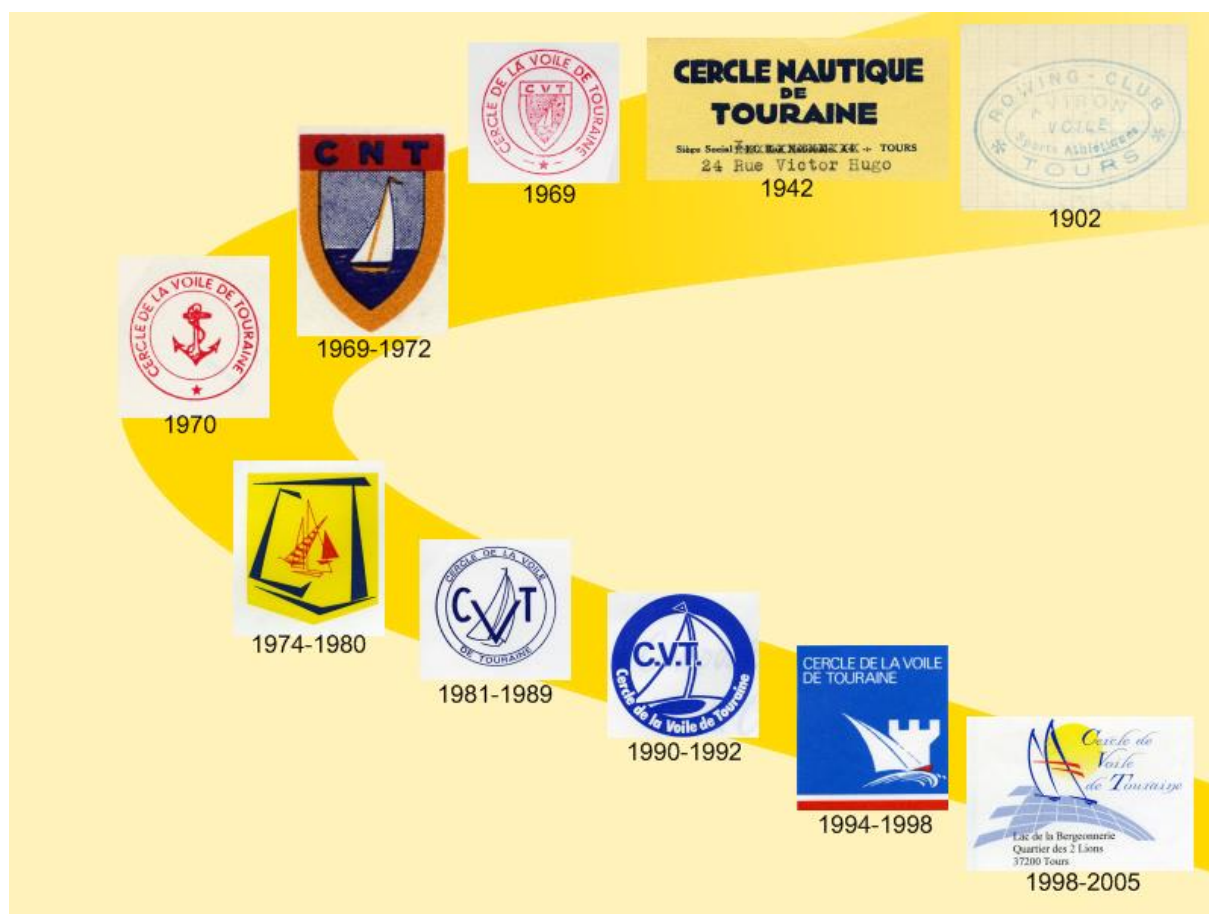 CERCLE DE LA VOILE DE TOURAINE
C V T
1969
CERCLE NAUTIQUE
DE
TOURAINE
Siège Social TOURS
24 Rue Victor Hugo
1942
ROWING-CLUB
AVIRON
VOILE
Sports Athlétiques
TOURS
1902
C N T
1969-1972
CERCLE DE LA VOILE DE TOURAINE
1970
1974-1980
CERCLE DE LA VOILE
CVT
DE TOURAINE
1981-1989
C.V.T.
Cercle de la Voile de Touraine
1990-1992
CERCLE DE LA VOILE
DE TOURAINE
1994-1998
Cercle de
Voile
de Touraine
Lac de la Bergeonnerie
Quartier des 2 Lions
37200 Tours
1998-2005